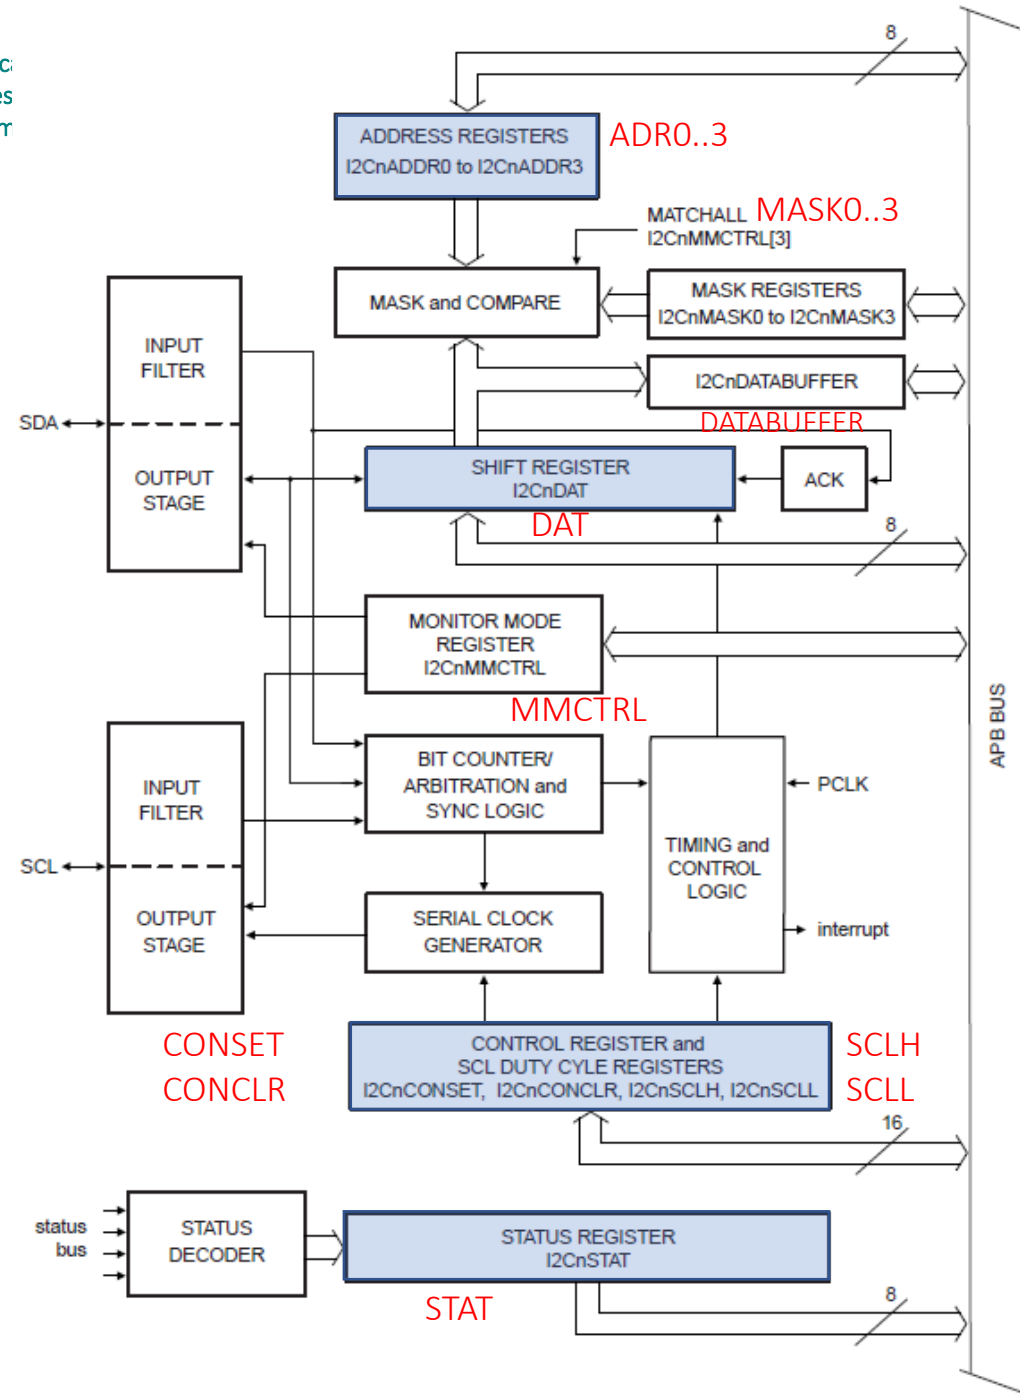 8
ADDRESS REGISTERS
I2CnADDR0 to I2CnADDR3
ADR0..3
MATCHALL
I2CnMMCTRL[3]
MASK0..3
MASK and COMPARE
MASK REGISTERS
I2CnMASK0 to I2CnMASK3
INPUT
FILTER
I2CnDATABUFFER
DATABUFFER
SDA
OUTPUT
STAGE
SHIFT REGISTER
I2CnDAT
ACK
DAT
8
MONITOR MODE
REGISTER
I2CnMMCTRL
MMCTRL
APB BUS
INPUT
FILTER
BIT COUNTER/
ARBITRATION and
SYNC LOGIC
PCLK
TIMING and
CONTROL
LOGIC
SCL
OUTPUT
STAGE
SERIAL CLOCK
GENERATOR
interrupt
CONSET
CONCLR
CONTROL REGISTER and
SCL DUTY CYLE REGISTERS
I2CnCONSET, I2CnCONCLR, I2CnSCLH, I2CnSCLL
SCLH
SCLL
16
status
bus
STATUS
DECODER
STATUS REGISTER
I2CnSTAT
STAT
8